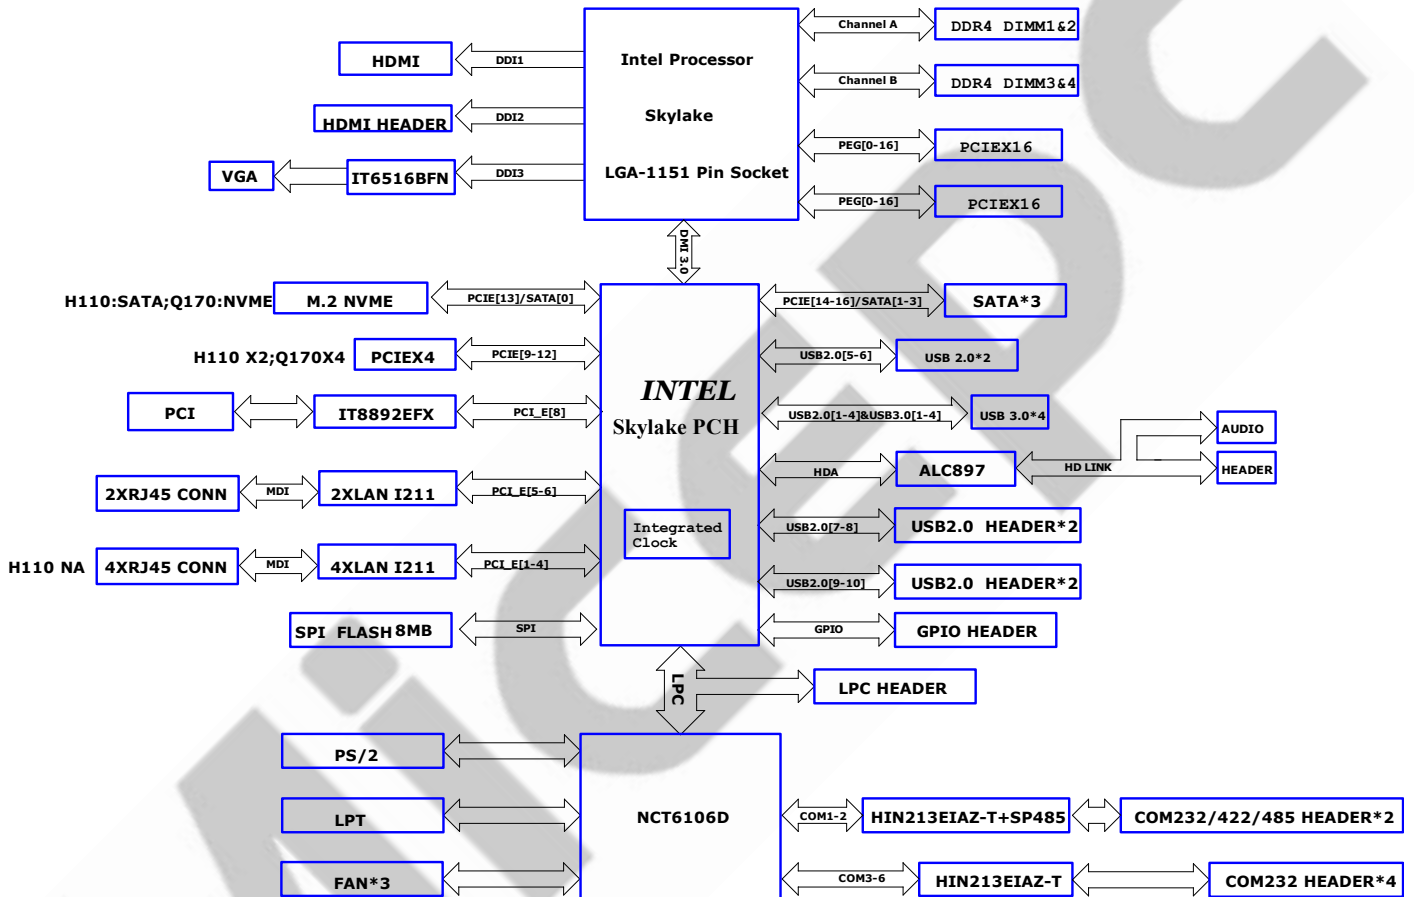 Channel A
DDR4 DIMM1&2
HDMI
DDI1
Intel Processor
Channel B
DDR4 DIMM3&4
HDMI HEADER
DDI2
Skylake
PEG[0-16]
PCIEX16
VGA
IT6516BFN
DDI3
LGA-1151 Pin Socket
PEG[0-16]
PCIEX16
DMI 3.0
H110:SATA;Q170:NVME
M.2 NVME
PCIE[13]/SATA[0]
PCIE[14-16]/SATA[1-3]
SATA*3
H110 X2;Q170X4
PCIEX4
PCIE[9-12]
USB2.0[5-6]
USB 2.0*2
INTEL
Skylake PCH
PCI
IT8892EFX
PCI_E[8]
USB2.0[1-4]&USB3.0[1-4]
USB 3.0*4
AUDIO
HDA
ALC897
HD LINK
HEADER
2XRJ45 CONN
MDI
2XLAN I211
PCI_E[5-6]
Integrated
Clock
USB2.0[7-8]
USB2.0 HEADER*2
H110 NA
4XRJ45 CONN
MDI
4XLAN I211
PCI_E[1-4]
USB2.0[9-10]
USB2.0 HEADER*2
SPI FLASH 8MB
SPI
GPIO
GPIO HEADER
LPC
LPC HEADER
PS/2
LPT
NCT6106D
COM1-2
HIN213EIAZ-T+SP485
COM232/422/485 HEADER*2
FAN*3
COM3-6
HIN213EIAZ-T
COM232 HEADER*4